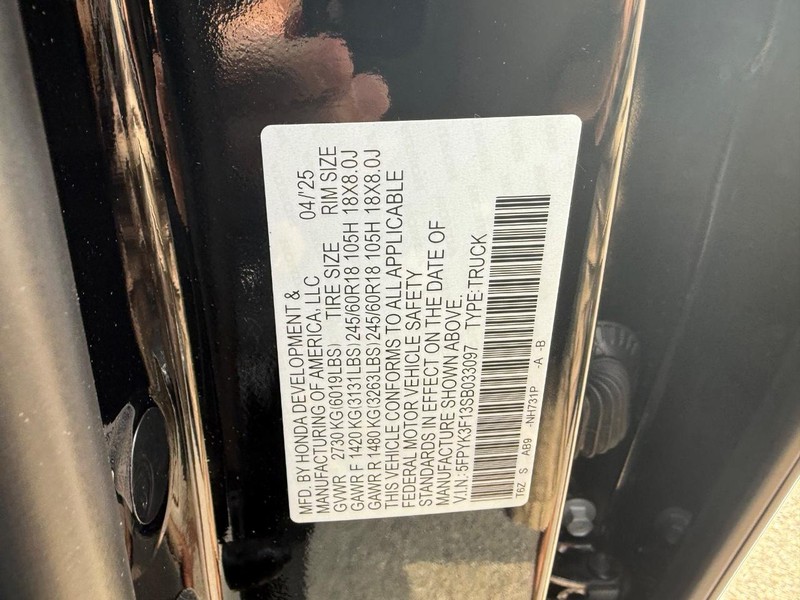 MFD. BY HONDA DEVELOPMENT &
MANUFACTURING OF AMERICA, LLC 04/'25
GVWR 2730 KG(6019LBS) TIRE SIZE RIM SIZE
GAWR F 1420 KG(3131LBS) 245/60R18 105H 18X8.0J
GAWR R 1480 KG(3263LBS) 245/60R18 105H 18X8.0J
THIS VEHICLE CONFORMS TO ALL APPLICABLE
FEDERAL MOTOR VEHICLE SAFETY
STANDARDS IN EFFECT ON THE DATE OF
MANUFACTURE SHOWN ABOVE.
V.I.N.:5FPYK3F13SB033097 TYPE:TRUCK
T6Z S AB9 -NH731P -A -B